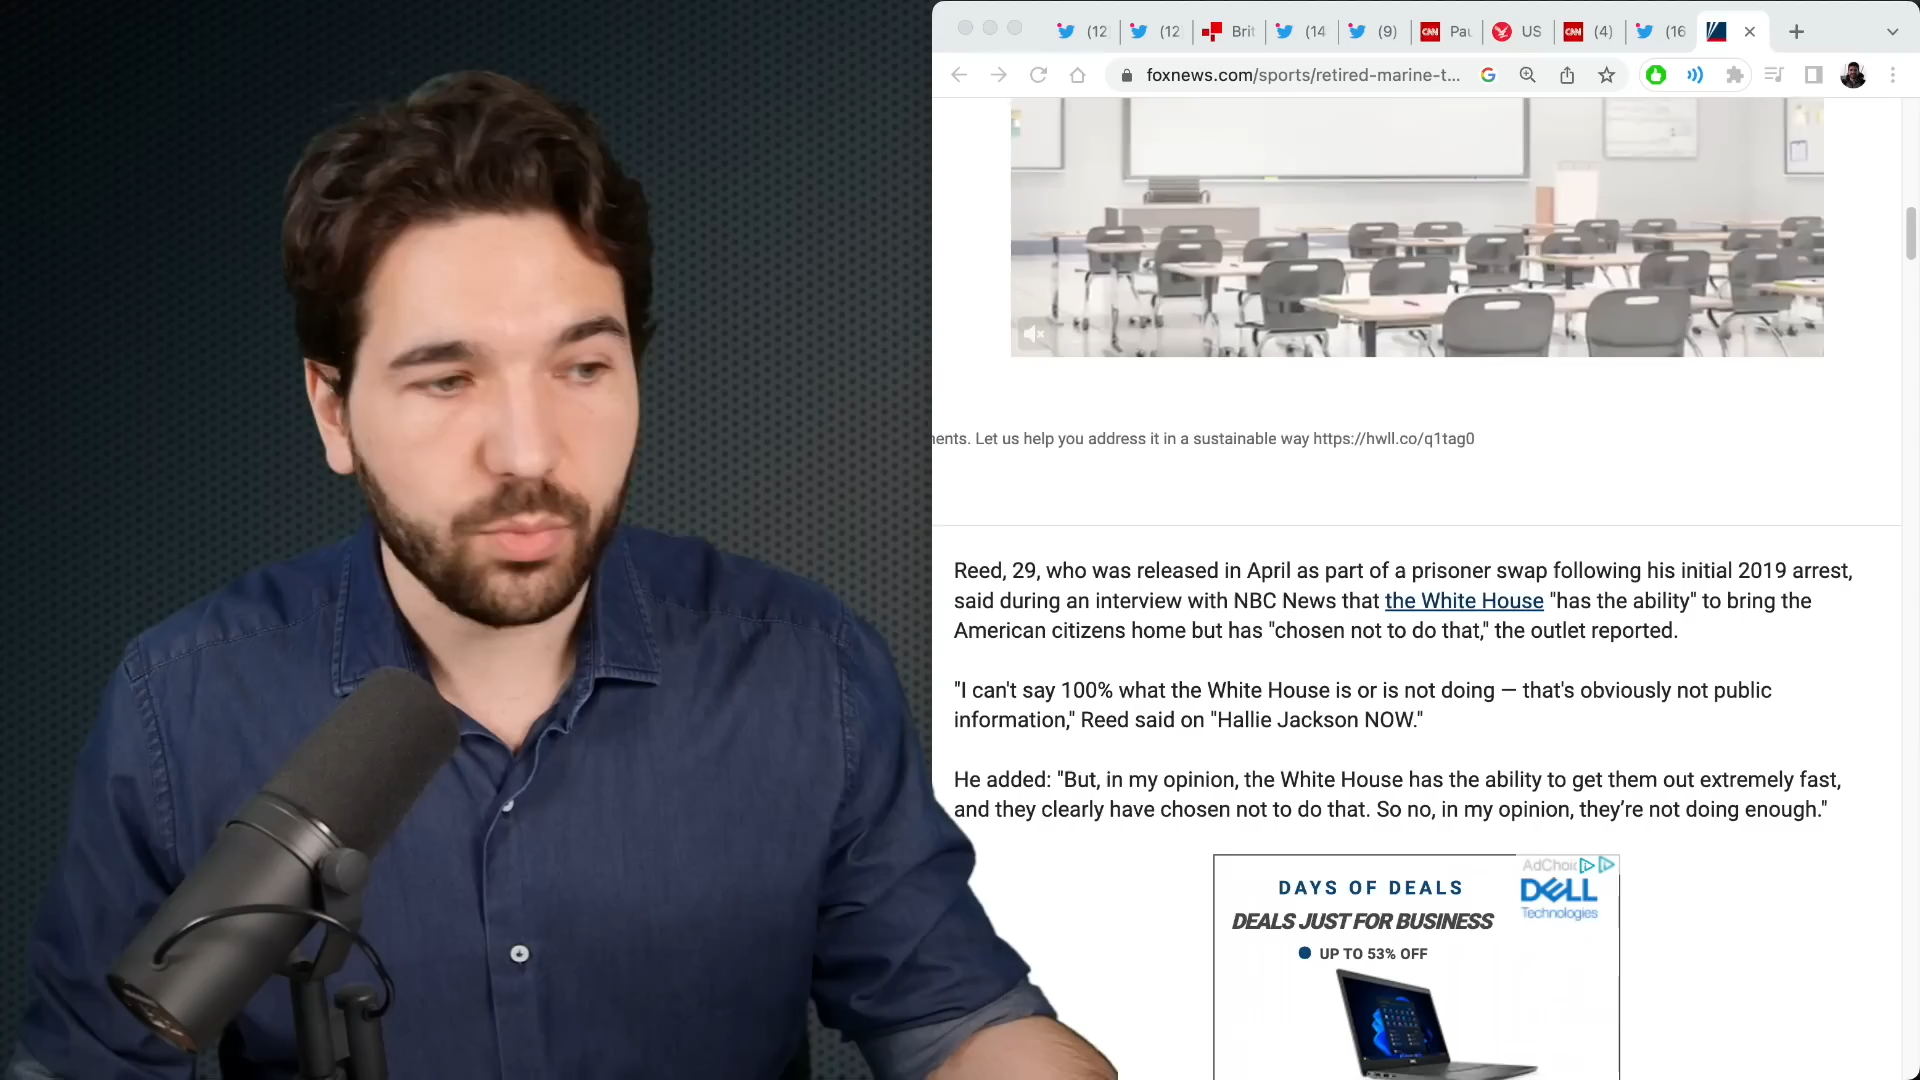 (12
(12
Brit
(14
(9)
CNN
Pau
US
CNN
(4)
(16
foxnews.com/sports/retired-marine-t...
nents. Let us help you address it in a sustainable way https://hwll.co/q1tag0
Reed, 29, who was released in April as part of a prisoner swap following his initial 2019 arrest,
said during an interview with NBC News that the White House "has the ability" to bring the
American citizens home but has "chosen not to do that," the outlet reported.
"I can't say 100% what the White House is or is not doing — that's obviously not public
information," Reed said on "Hallie Jackson NOW."
He added: "But, in my opinion, the White House has the ability to get them out extremely fast,
and they clearly have chosen not to do that. So no, in my opinion, they’re not doing enough."
AdChoic
DAYS OF DEALS
DELL
Technologies
DEALS JUST FOR BUSINESS
UP TO 53% OFF